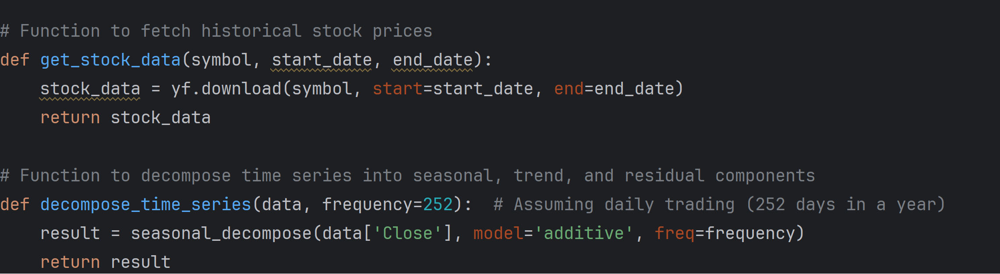 # Function to fetch historical stock prices
def get_stock_data(symbol, start_date, end_date):
    stock_data = yf.download(symbol, start=start_date, end=end_date)
    return stock_data

# Function to decompose time series into seasonal, trend, and residual components
def decompose_time_series(data, frequency=252):  # Assuming daily trading (252 days in a year)
    result = seasonal_decompose(data['Close'], model='additive', freq=frequency)
    return result